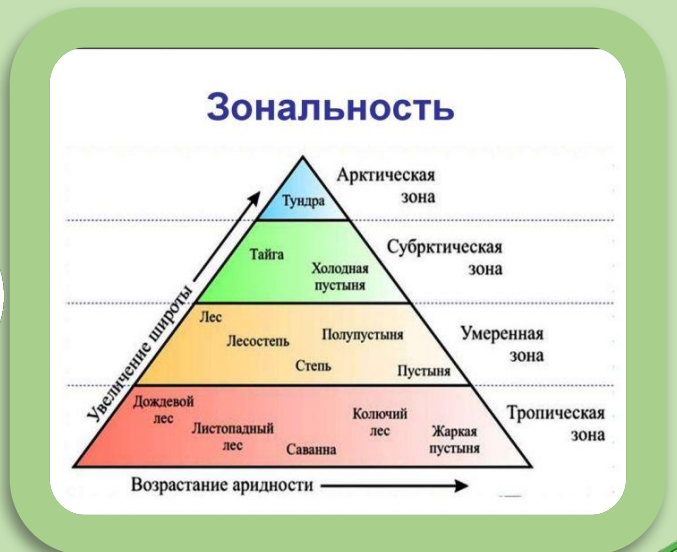 Зональность
Арктическая
зона
Тундра
Субрктическая
зона
Тайга
Холодная
пустыня
Увеличение широты
Лес
Лесостепь
Полупустыня
Степь
Пустыня
Умеренная
зона
Дождевой
лес
Листопадный
лес
Саванна
Колючий
лес
Жаркая
пустыня
Тропическая
зона
Возрастание аридности